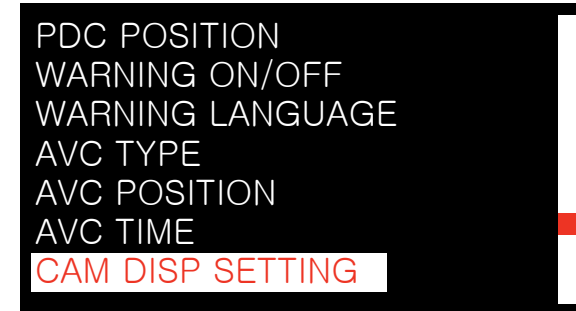 PDC POSITION
WARNING ON/OFF
WARNING LANGUAGE
AVC TYPE
AVC POSITION
AVC TIME
CAM DISP SETTING